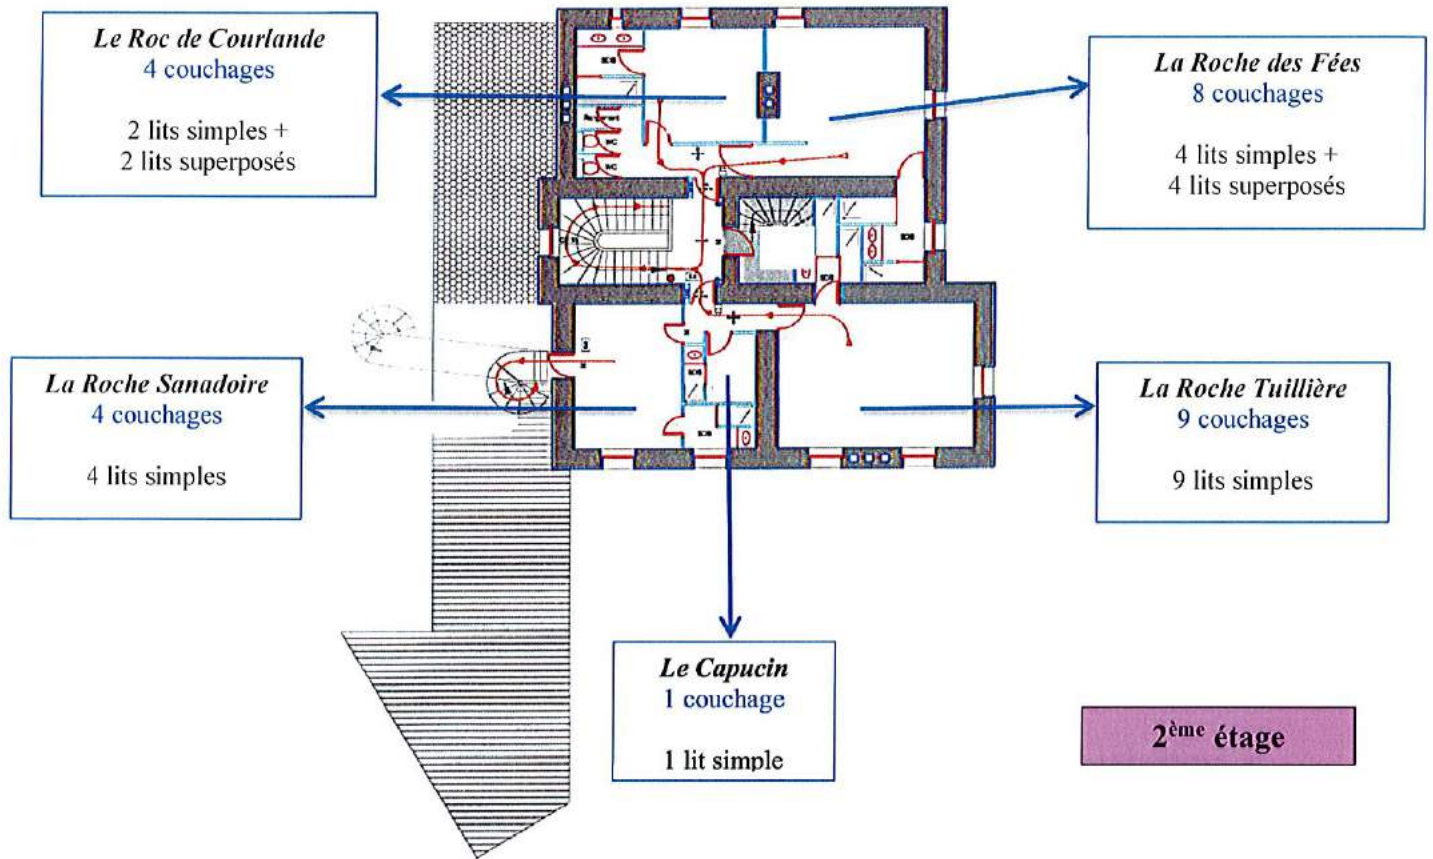 Le Roc de Courlande
4 couchages
2 lits simples +
2 lits superposés
La Roche des Fées
8 couchages
4 lits simples +
4 lits superposés
La Roche Sanadoire
4 couchages
4 lits simples
La Roche Tuillière
9 couchages
9 lits simples
Le Capucin
1 couchage
1 lit simple
2ème étage
WC
WC